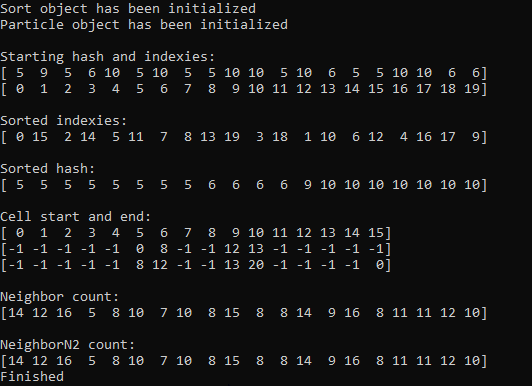 Sort object has been initialized
Particle object has been initialized
Starting hash and indexies:
[ 5  9  5  6 10  5 10  5  5 10 10  5 10  6  5  5 10 10  6  6]
[ 0  1  2  3  4  5  6  7  8  9 10 11 12 13 14 15 16 17 18 19]
Sorted indexies:
[ 0 15  2 14  5 11  7  8 13 19  3 18  1 10  6 12  4 16 17  9]
Sorted hash:
[ 5  5  5  5  5  5  5  5  6  6  6  6  9 10 10 10 10 10 10 10]
Cell start and end:
[ 0  1  2  3  4  5  6  7  8  9 10 11 12 13 14 15]
[-1 -1 -1 -1 -1  0  8 -1 -1 12 13 -1 -1 -1 -1 -1]
[-1 -1 -1 -1 -1  8 12 -1 -1 13 20 -1 -1 -1 -1  0]
Neighbor count:
[14 12 16  5  8 10  7 10  8 15  8  8 14  9 16  8 11 11 12 10]
NeighborN2 count:
[14 12 16  5  8 10  7 10  8 15  8  8 14  9 16  8 11 11 12 10]
Finished